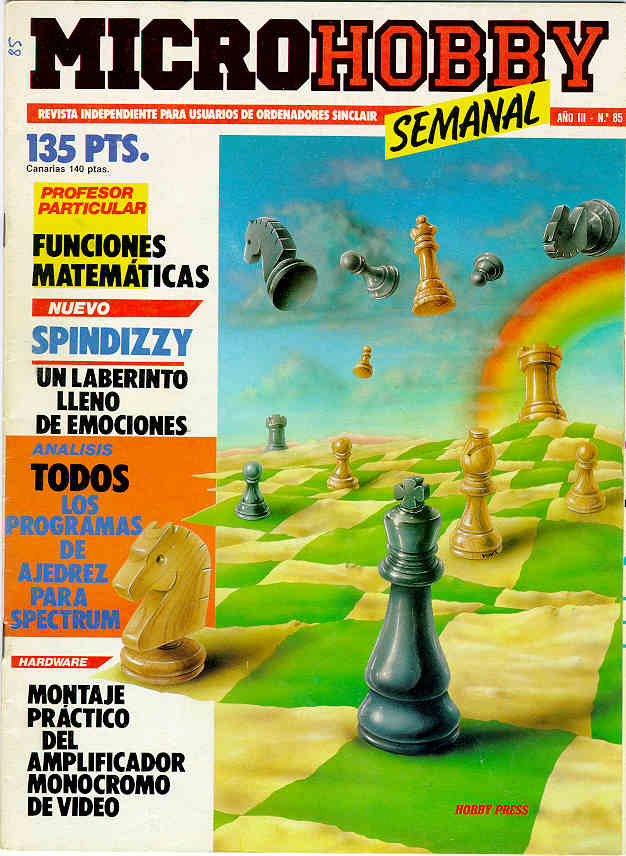 58
MICROHOBBY
REVISTA INDEPENDIENTE PARA USUARIOS DE ORDENADORES SINCLAIR
SEMANAL
AÑO III - N.° 85
135 PTS.
Canarias 140 ptas.
PROFESOR
PARTICULAR
FUNCIONES
MATEMÁTICAS
NUEVO
SPINDIZZY
UN LABERINTO
LLENO
DE EMOCIONES
ANALISIS
TODOS
LOS
PROGRAMAS
DE
AJEDREZ
PARA
SPECTRUM
HARDWARE
MONTAJE
PRÁCTICO
DEL
AMPLIFICADOR
MONOCROMO
DE VIDEO
HOBBY PRESS